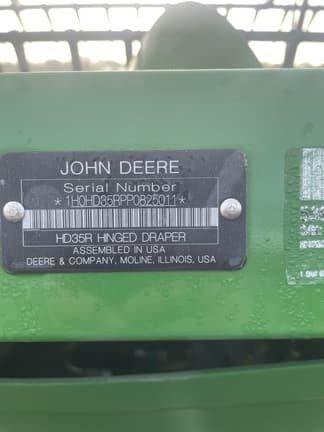 JOHN DEERE
Serial Number
*1H0HD35RPP0825011*
HD35R HINGED DRAPER
ASSEMBLED IN USA
DEERE & COMPANY, MOLINE, ILLINOIS, USA